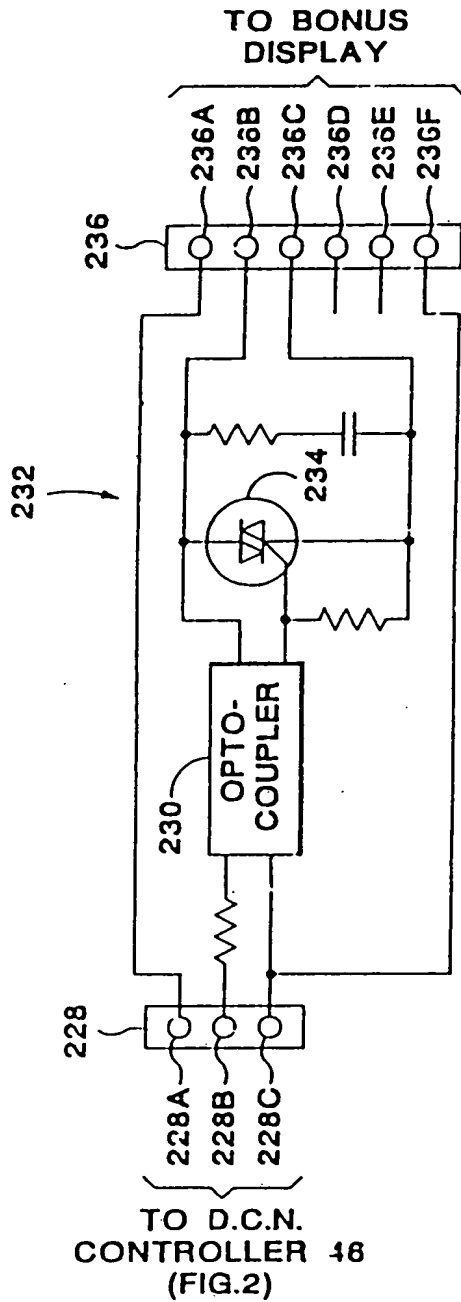 TO BONUS
DISPLAY
236
236A
236B
236C
236D
236E
236F
232
234
230
OPTO-
COUPLER
228
228A
228B
228C
TO D.C.N.
CONTROLLER 46
(FIG.2)